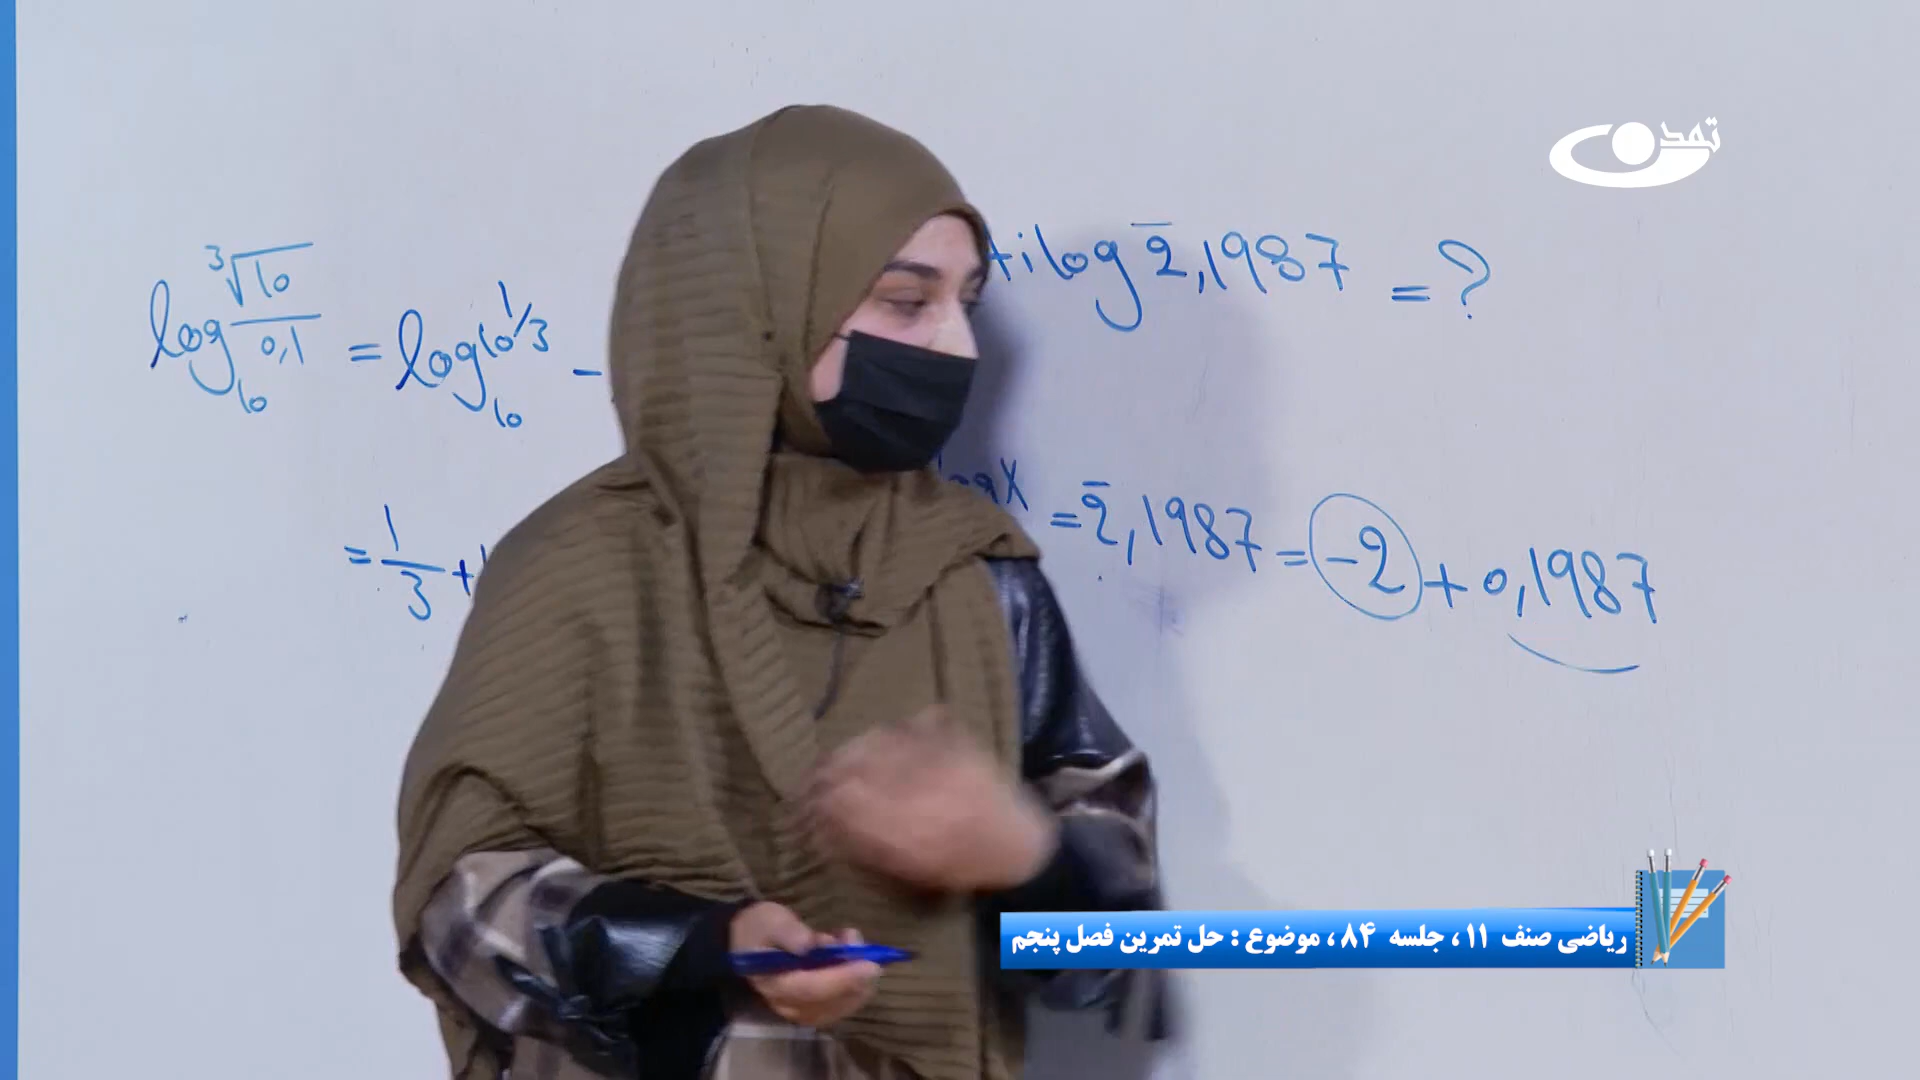 تمدن
log ∛10/0,1 10 = log 10^1/3 10 -
= 1/3 +
tilog 2̄,1987 = ?
log x = 2̄,1987 = -2 + 0,1987
ریاضی صنف ۱۱، جلسه ۸۴، موضوع : حل تمرین فصل پنجم